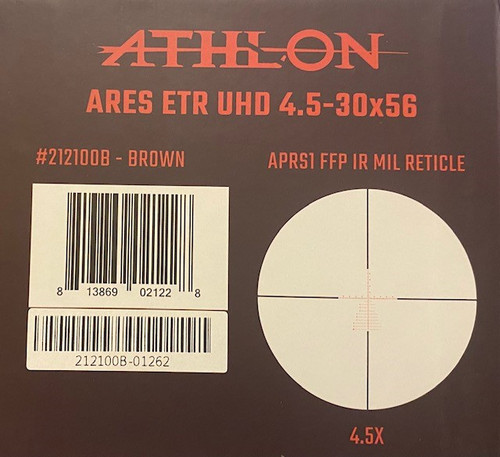 ATHLON
ARES ETR UHD 4.5-30x56
#212100B - BROWN
APRS1 FFP IR MIL RETICLE
8 13869 02122 8
212100B-01262
4.5X